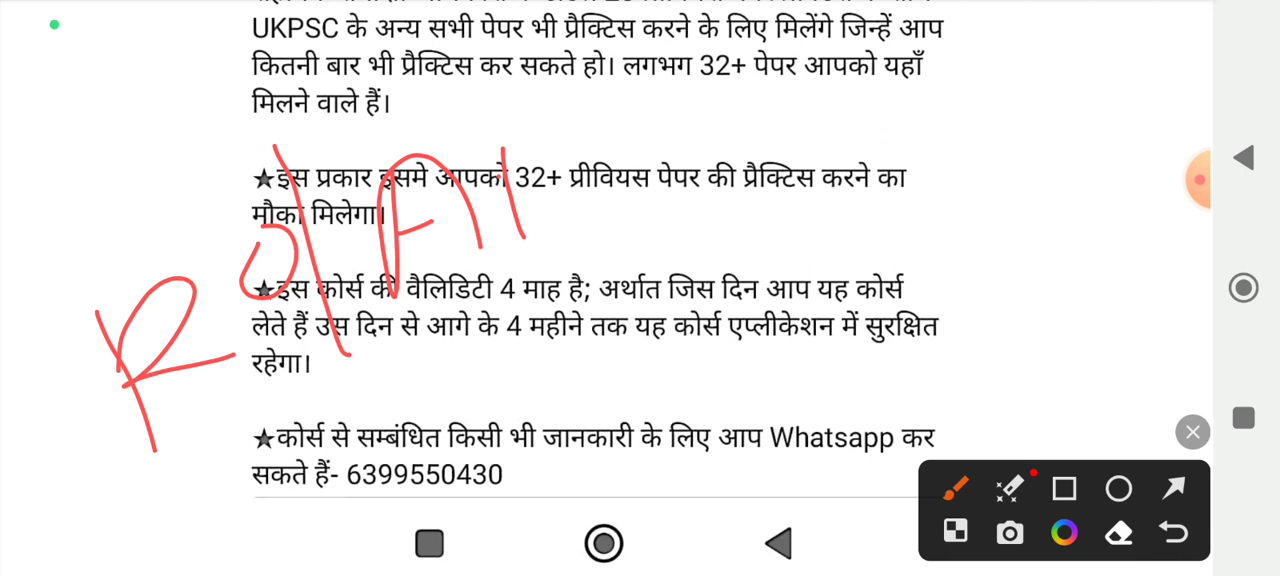 UKPSC के अन्य सभी पेपर भी प्रैक्टिस करने के लिए मिलेंगे जिन्हें आप
कितनी बार भी प्रैक्टिस कर सकते हो। लगभग 32+ पेपर आपको यहाँ
मिलने वाले हैं।
★इस प्रकार इसमे आपको 32+ प्रीवियस पेपर की प्रैक्टिस करने का
मौका मिलेगा।
★इस कोर्स की वैलिडिटी 4 माह है; अर्थात जिस दिन आप यह कोर्स
लेते हैं उस दिन से आगे के 4 महीने तक यह कोर्स एप्लीकेशन में सुरक्षित
रहेगा।
★कोर्स से सम्बंधित किसी भी जानकारी के लिए आप Whatsapp कर
सकते हैं- 6399550430